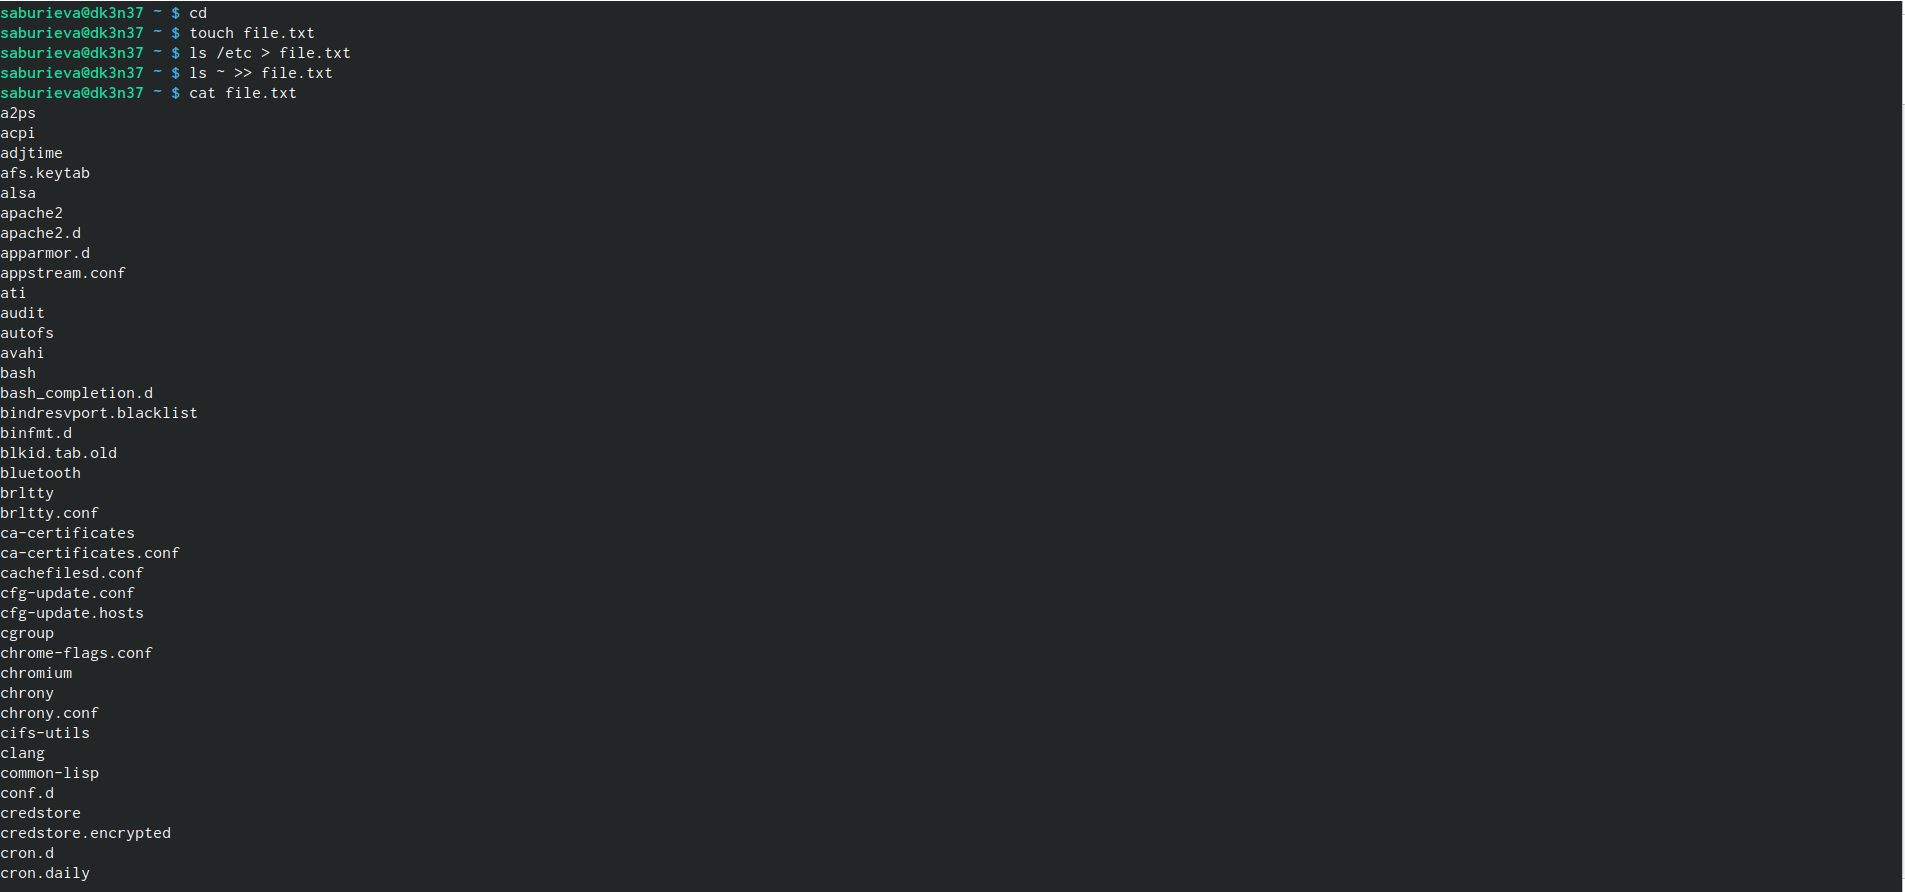 saburieva@dk3n37 ~ $ cd
saburieva@dk3n37 ~ $ touch file.txt
saburieva@dk3n37 ~ $ ls /etc > file.txt
saburieva@dk3n37 ~ $ ls ~ >> file.txt
saburieva@dk3n37 ~ $ cat file.txt
a2ps
acpi
adjtime
afs.keytab
alsa
apache2
apache2.d
apparmor.d
appstream.conf
ati
audit
autofs
avahi
bash
bash_completion.d
bindresvport.blacklist
binfmt.d
blkid.tab.old
bluetooth
brltty
brltty.conf
ca-certificates
ca-certificates.conf
cachefilesd.conf
cfg-update.conf
cfg-update.hosts
cgroup
chrome-flags.conf
chromium
chrony
chrony.conf
cifs-utils
clang
common-lisp
conf.d
credstore
credstore.encrypted
cron.d
cron.daily